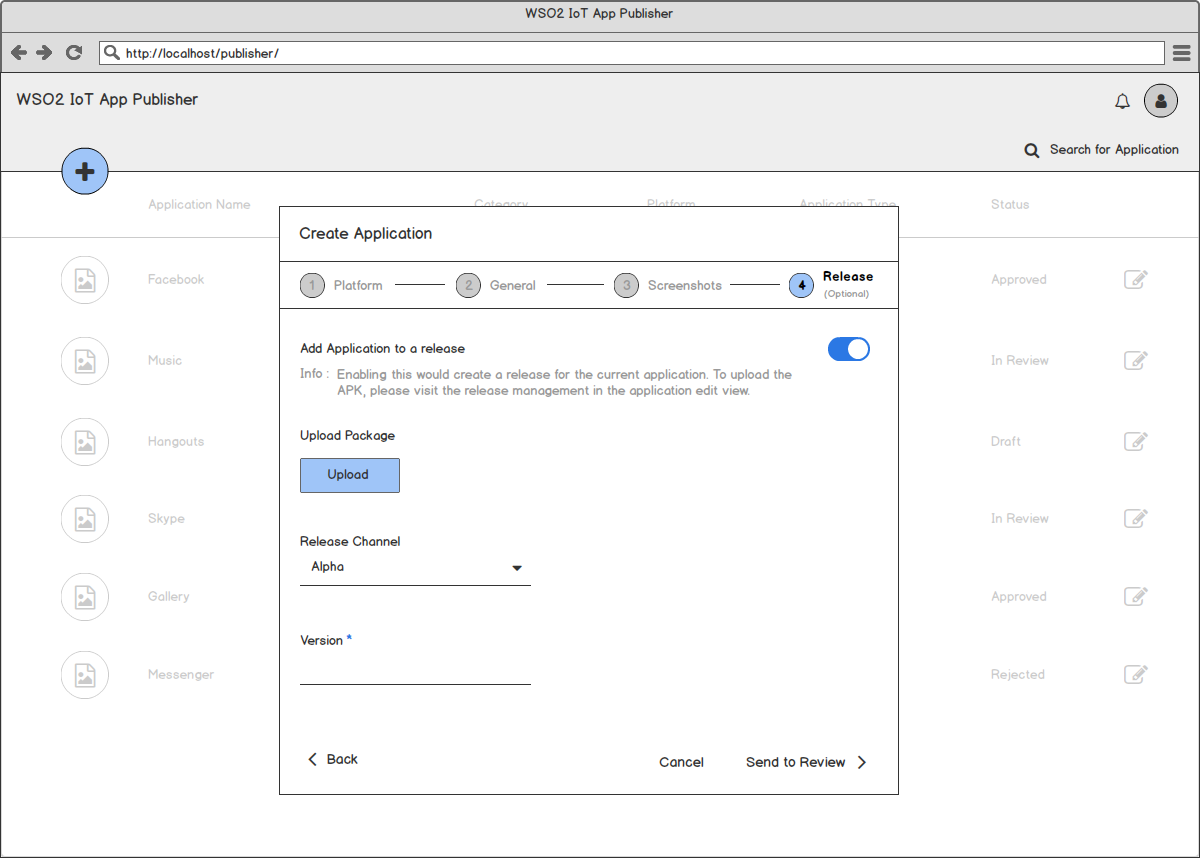 WSO2 IoT App Publisher
http://localhost/publisher/
WSO2 IoT App Publisher
Search for Application
Application Name Category Platform Application Type Status
Create Application
1 Platform 2 General 3 Screenshots 4 Release
(Optional)
Facebook Approved
Add Application to a release
Info : Enabling this would create a release for the current application. To upload the
APK, please visit the release management in the application edit view.
Music In Review
Upload Package
Hangouts Draft
Upload
Skype In Review
Release Channel
Alpha
Gallery Approved
Version *
Messenger Rejected
Back Cancel Send to Review